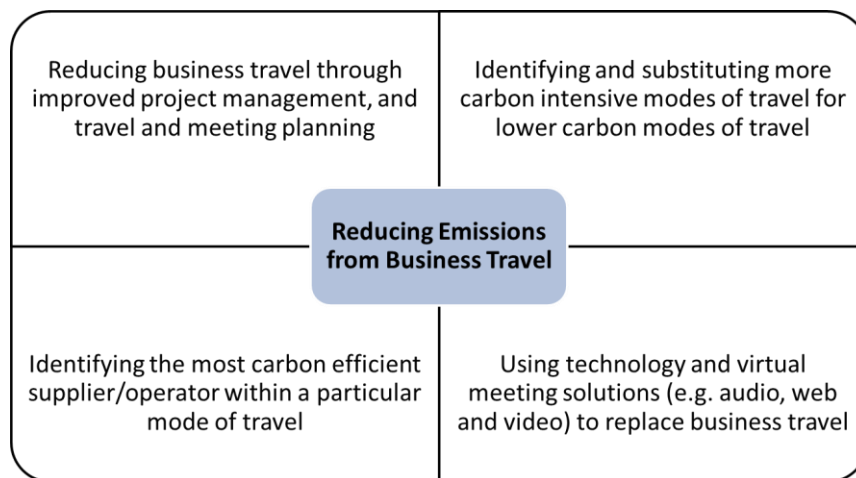 Reducing business travel through
improved project management, and
travel and meeting planning
Identifying and substituting more
carbon intensive modes of travel for
lower carbon modes of travel
Reducing Emissions
from Business Travel
Identifying the most carbon efficient
supplier/operator within a particular
mode of travel
Using technology and virtual
meeting solutions (e.g. audio, web
and video) to replace business travel